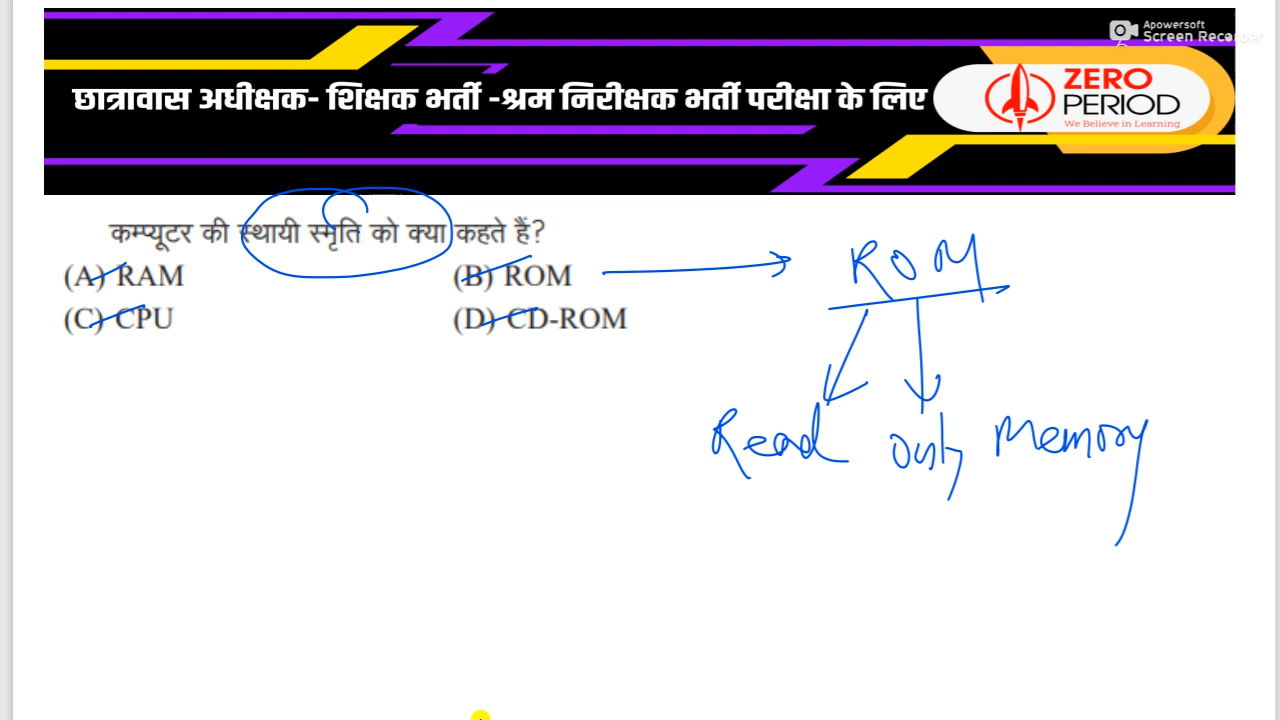 Apowersoft
Screen Recorder
छात्रावास अधीक्षक- शिक्षक भर्ती -श्रम निरीक्षक भर्ती परीक्षा के लिए
ZERO
PERIOD
We Believe in Learning
कम्प्यूटर की स्थायी स्मृति को क्या कहते हैं?
(A) RAM (B) ROM
(C) CPU (D) CD-ROM
ROM
Read Only Memory